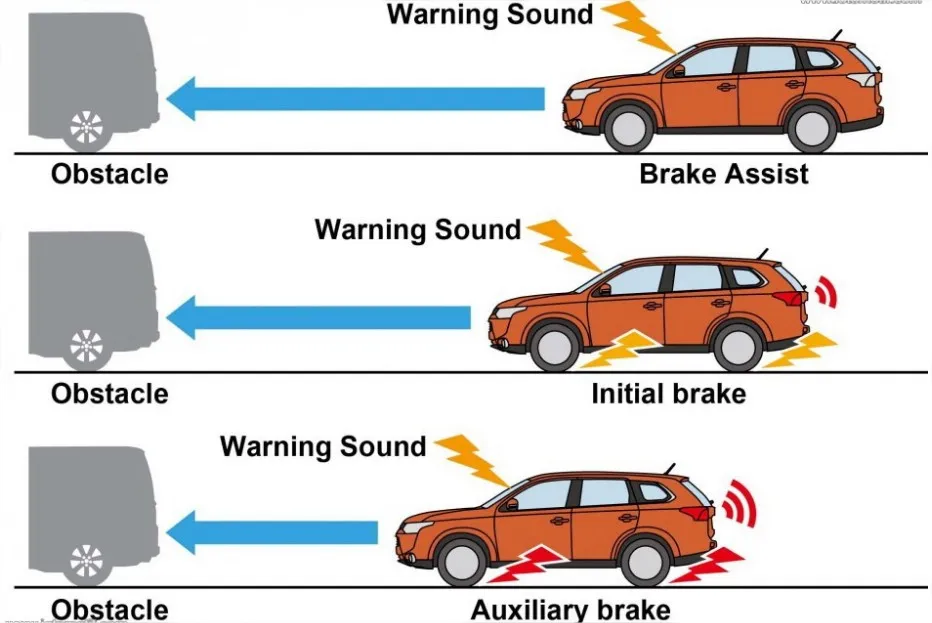 Warning Sound
Obstacle
Brake Assist
Warning Sound
Obstacle
Initial brake
Warning Sound
Obstacle
Auxiliary brake